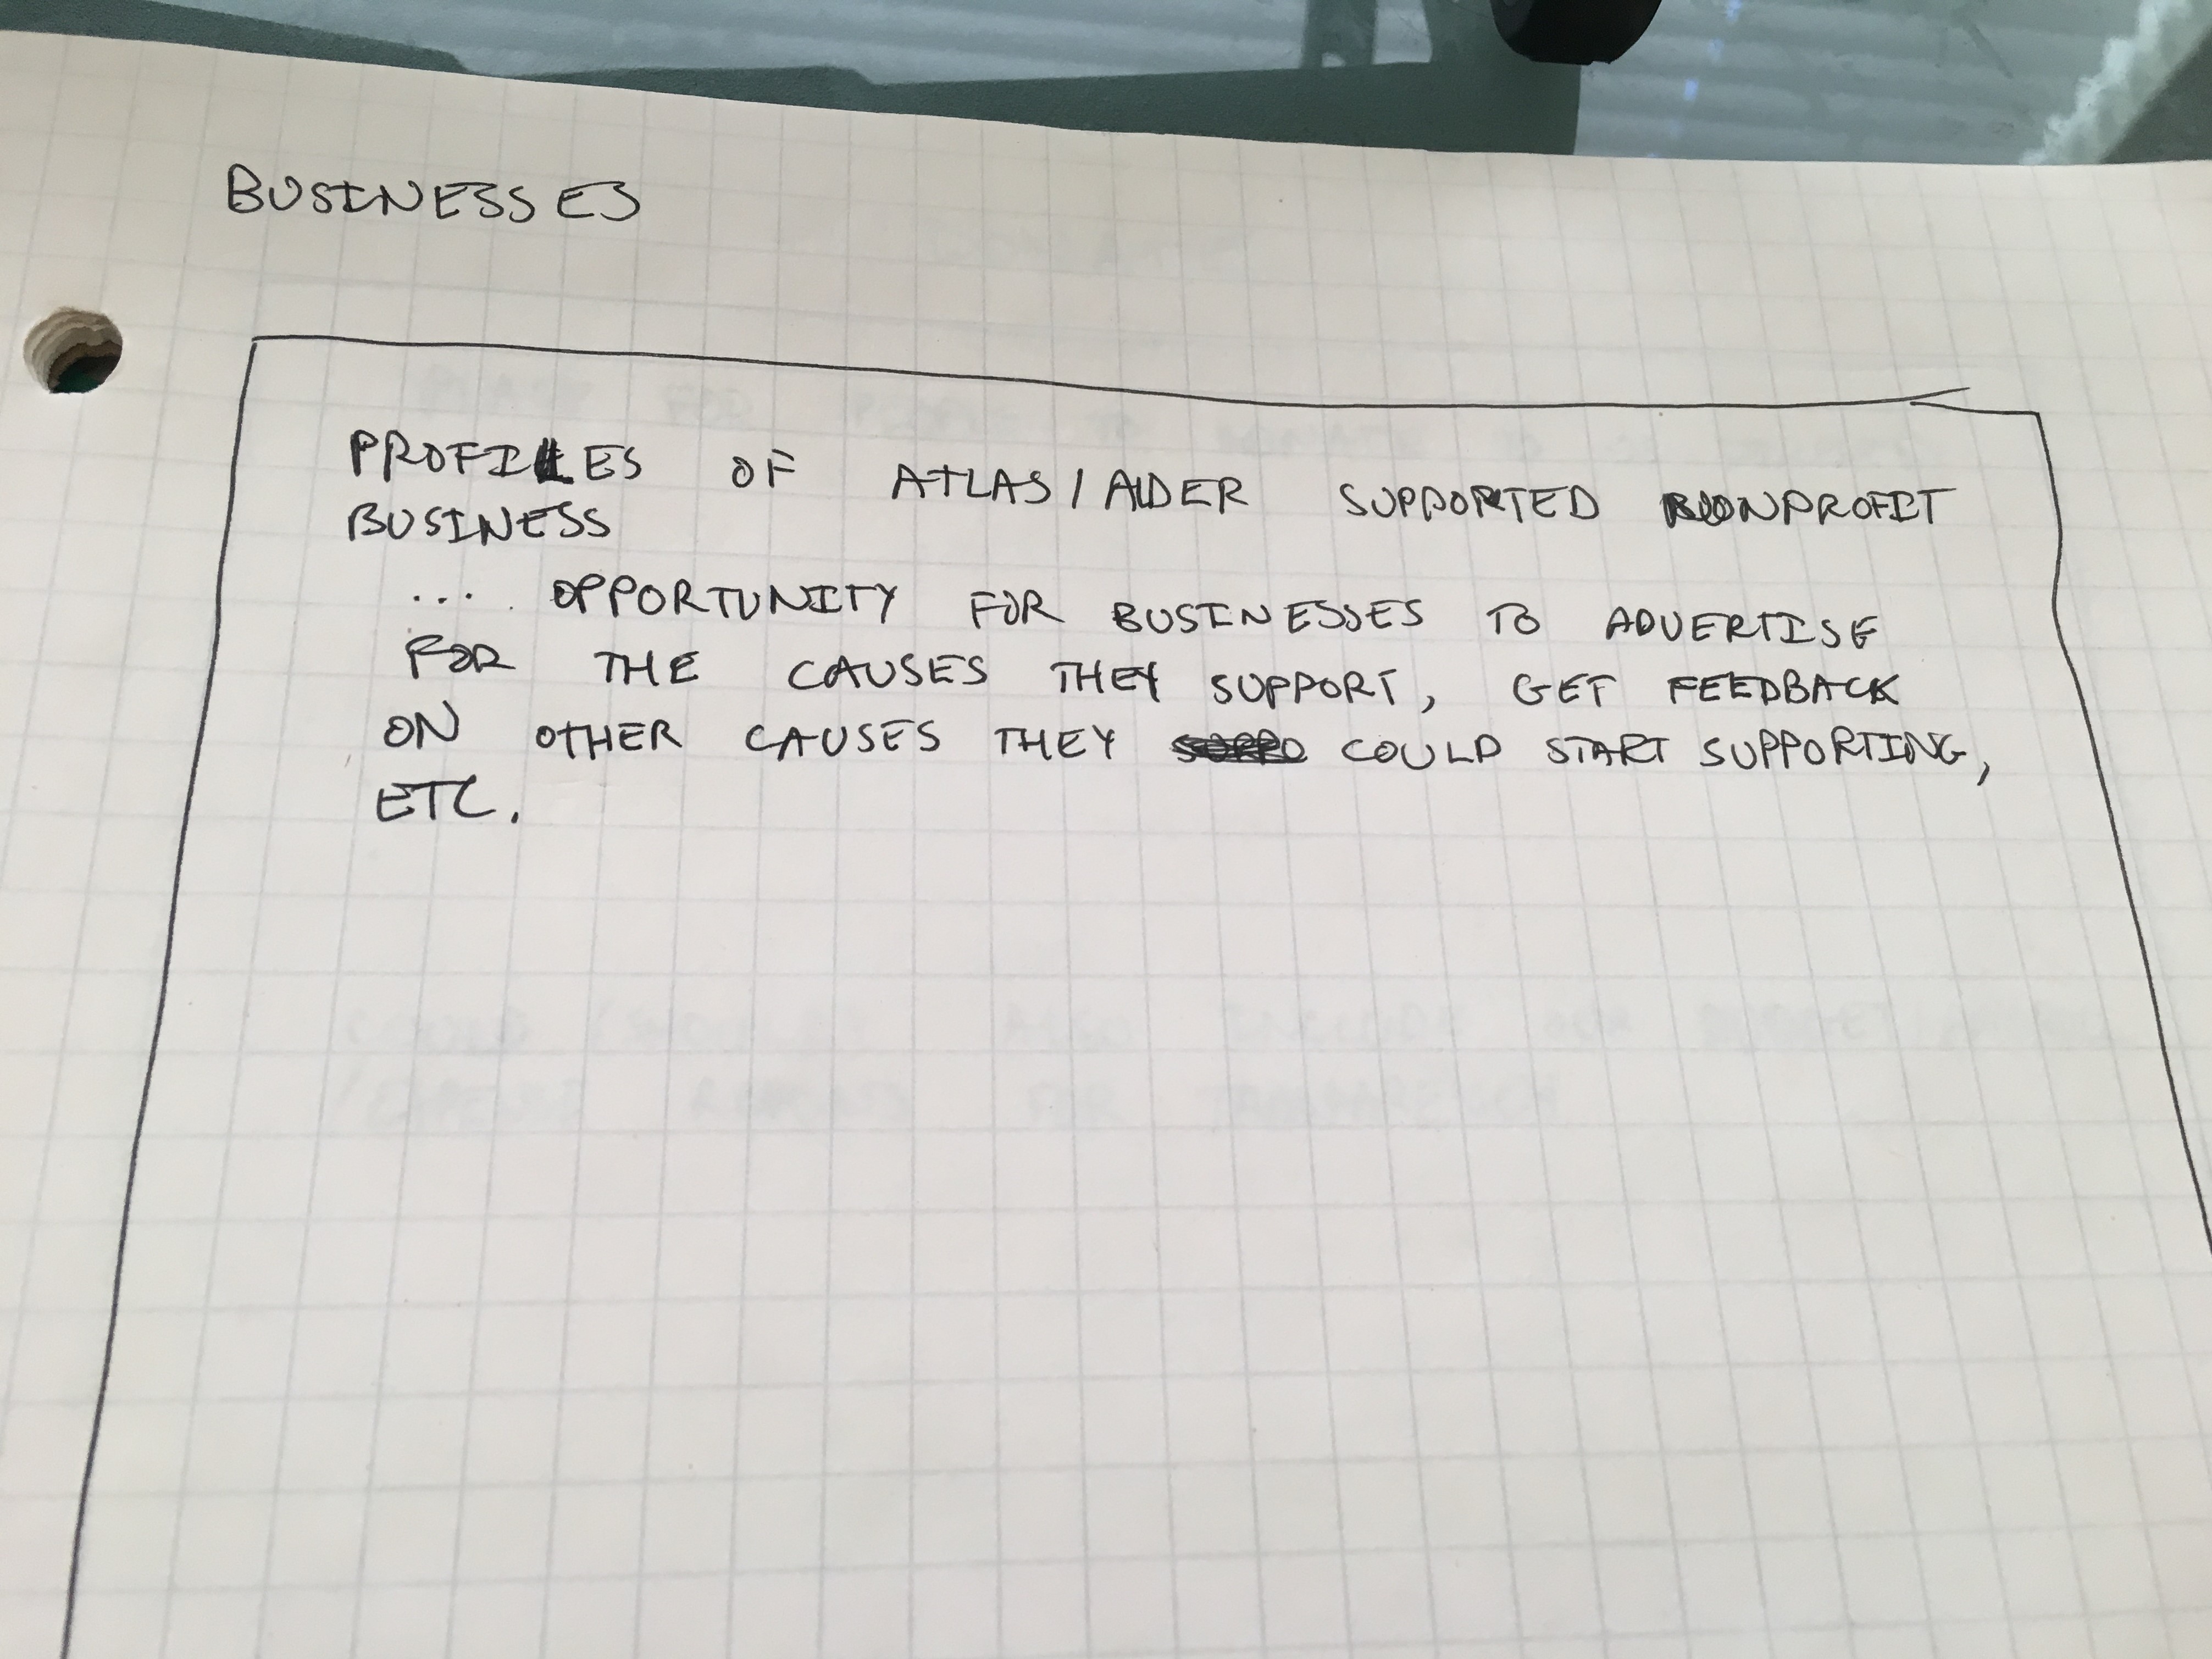 BUSINESSES
PROFILES OF ATLAS/AIDER SUPPORTED NONPROFIT
BUSINESS
.... OPPORTUNITY FOR BUSINESSES TO ADVERTISE
FOR THE CAUSES THEY SUPPORT, GET FEEDBACK
ON OTHER CAUSES THEY COULD START SUPPORTING,
ETC.